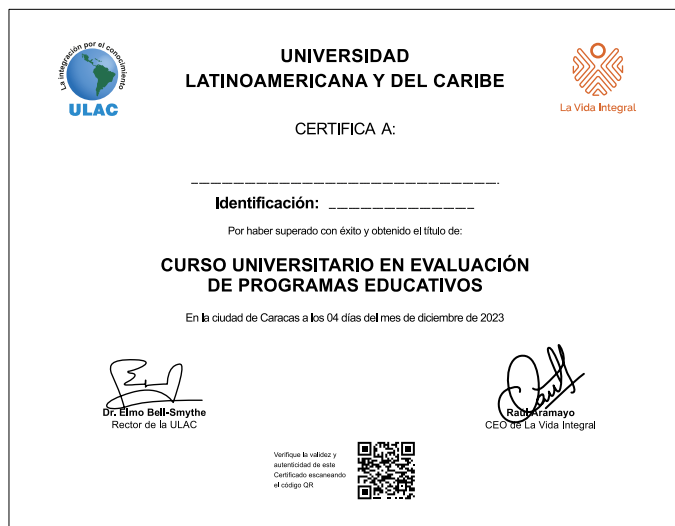 La integración por el conocimiento
ULAC
UNIVERSIDAD
LATINOAMERICANA Y DEL CARIBE
La Vida Integral
CERTIFICA A:
Identificación:
Por haber superado con éxito y obtenido el título de:
CURSO UNIVERSITARIO EN EVALUACIÓN
DE PROGRAMAS EDUCATIVOS
En la ciudad de Caracas a los 04 días del mes de diciembre de 2023
Dr. Elmo Bell-Smythe
Rector de la ULAC
Raúl Aramayo
CEO de La Vida Integral
Verifique la validez y
autenticidad de este
Certificado escaneando
el código QR